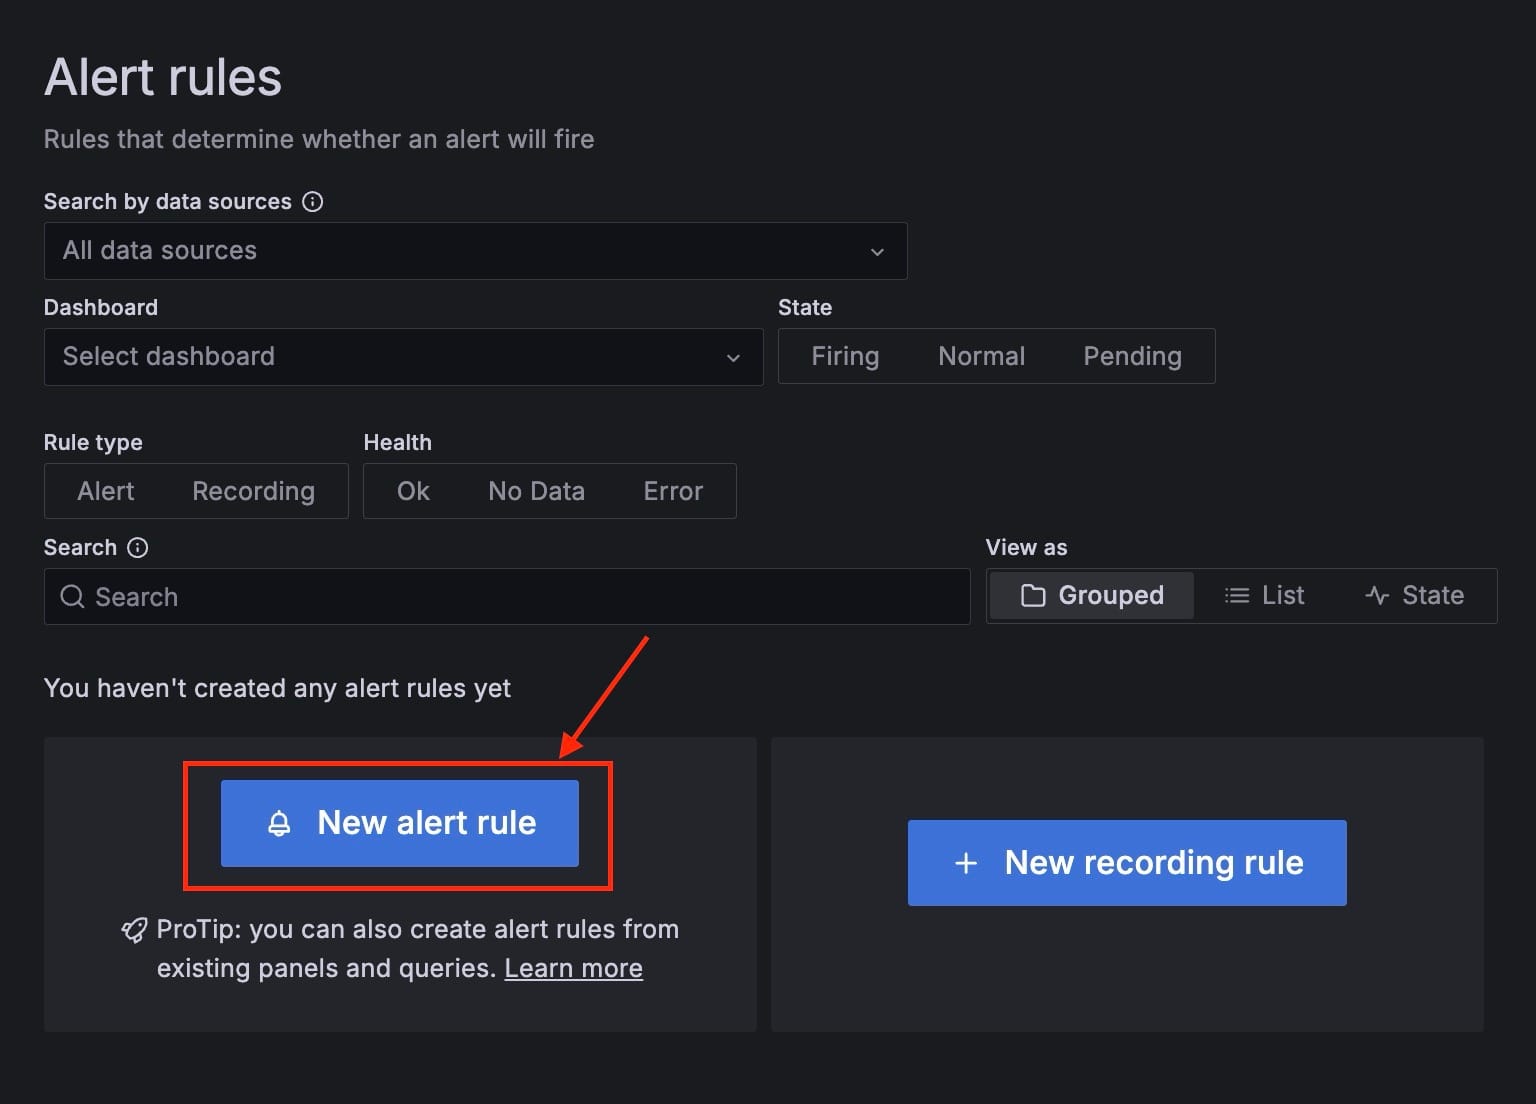 Alert rules
Rules that determine whether an alert will fire
Search by data sources
All data sources
Dashboard
State
Select dashboard
Firing
Normal
Pending
Rule type
Health
Alert
Recording
Ok
No Data
Error
Search
View as
Search
Grouped
List
State
You haven't created any alert rules yet
New alert rule
New recording rule
ProTip: you can also create alert rules from
existing panels and queries. Learn more